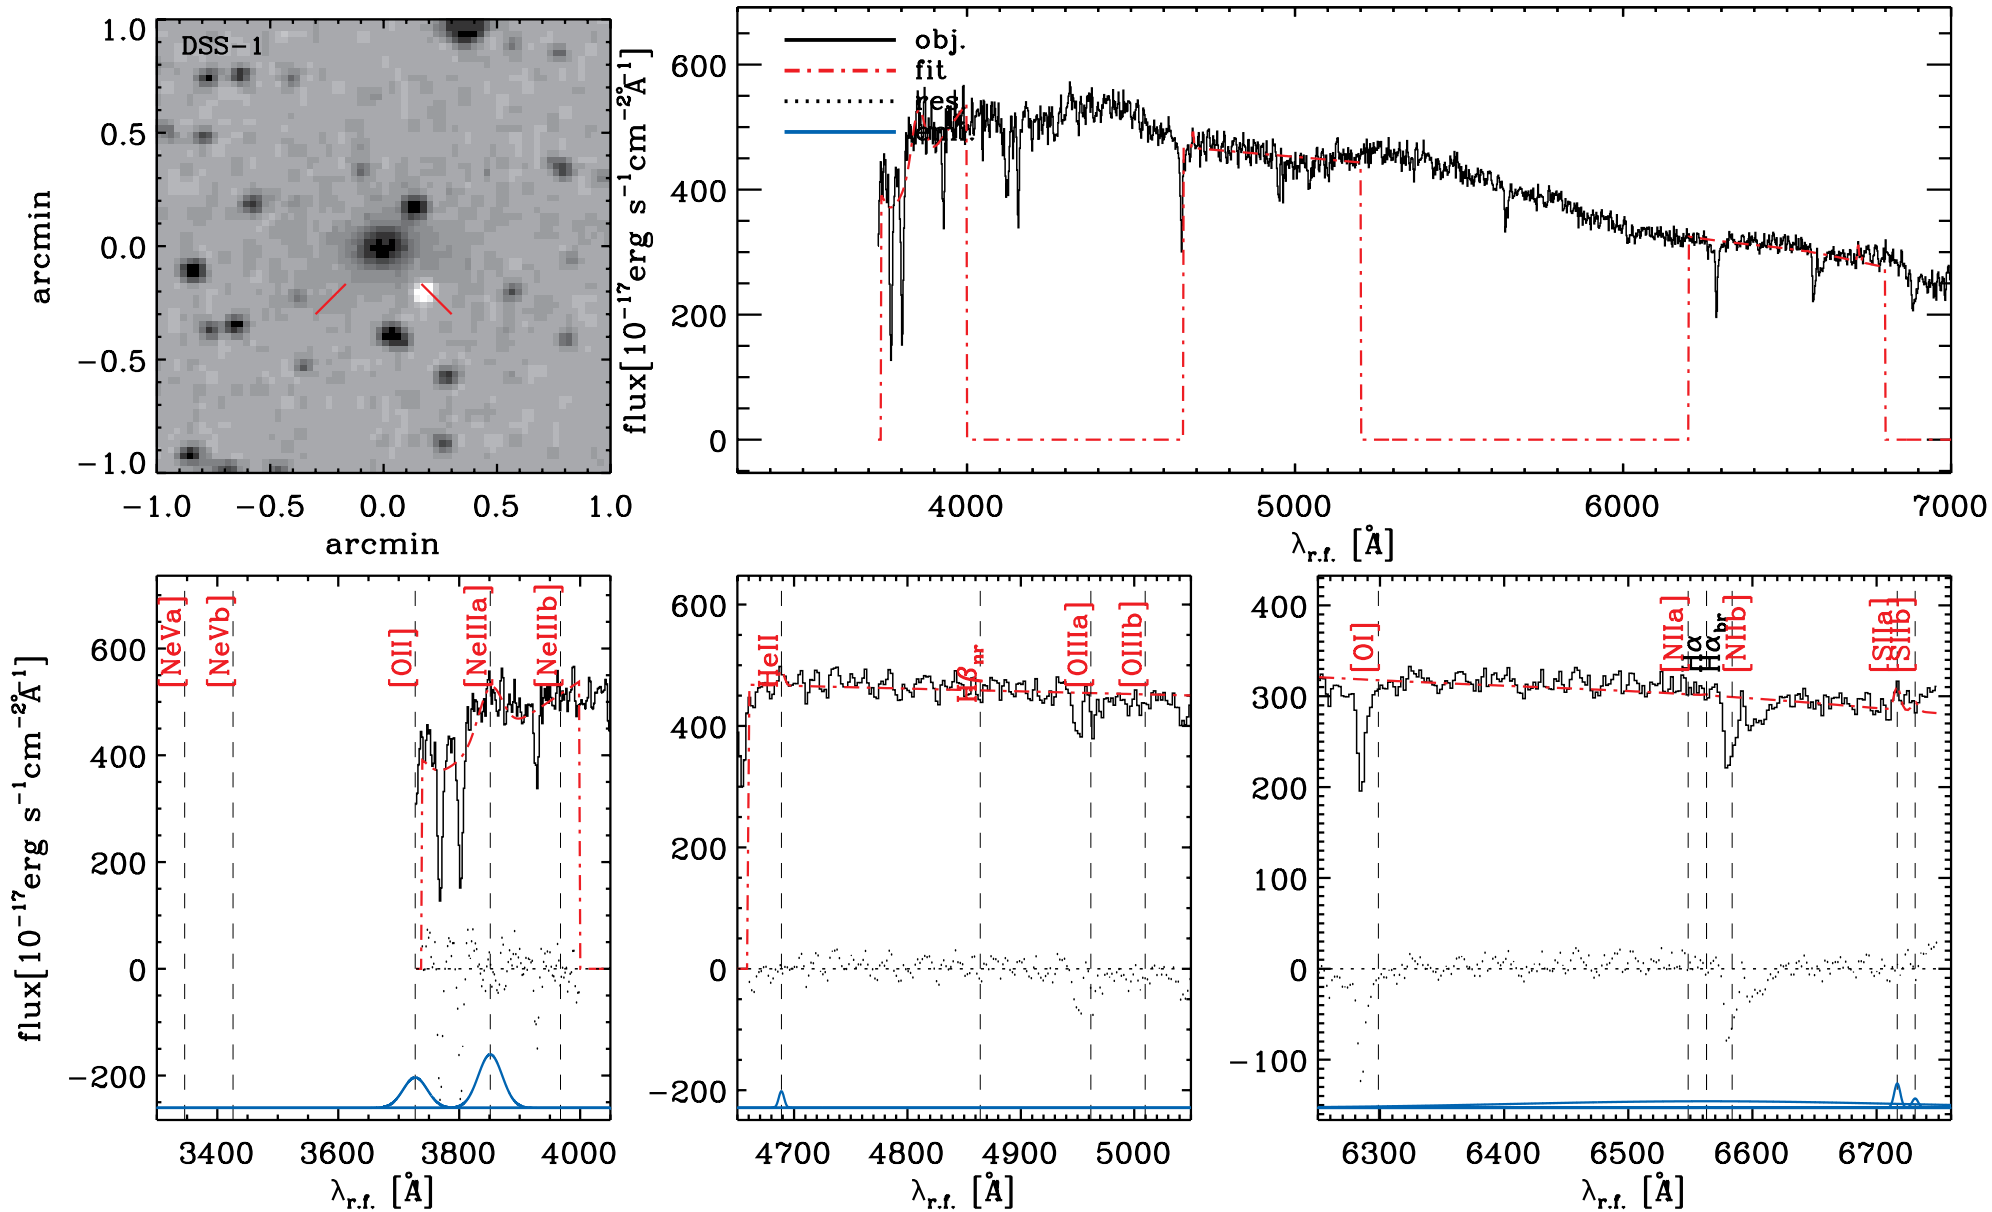 DSS-1
1.0
0.5
0.0
-0.5
-1.0
arcmin
-1.0 -0.5 0.0 0.5 1.0
arcmin
obj.
fit
res.
600
400
200
0
flux[10⁻¹⁷erg s⁻¹cm⁻²Å⁻¹]
4000 5000 6000 7000
λr.f. [Å]
[NeVa]
[NeVb]
[OII]
[NeIIIa]
[NeIIIb]
600
400
200
0
-200
flux[10⁻¹⁷erg s⁻¹cm⁻²Å⁻¹]
3400 3600 3800 4000
λr.f. [Å]
HeII
Hβnr
[OIIIa]
[OIIIb]
600
400
200
0
-200
4700 4800 4900 5000
λr.f. [Å]
[OI]
[NIIa]
Hα
Hαbr
[NIIb]
[SIIa]
[SIIb]
400
300
200
100
0
-100
6300 6400 6500 6600 6700
λr.f. [Å]